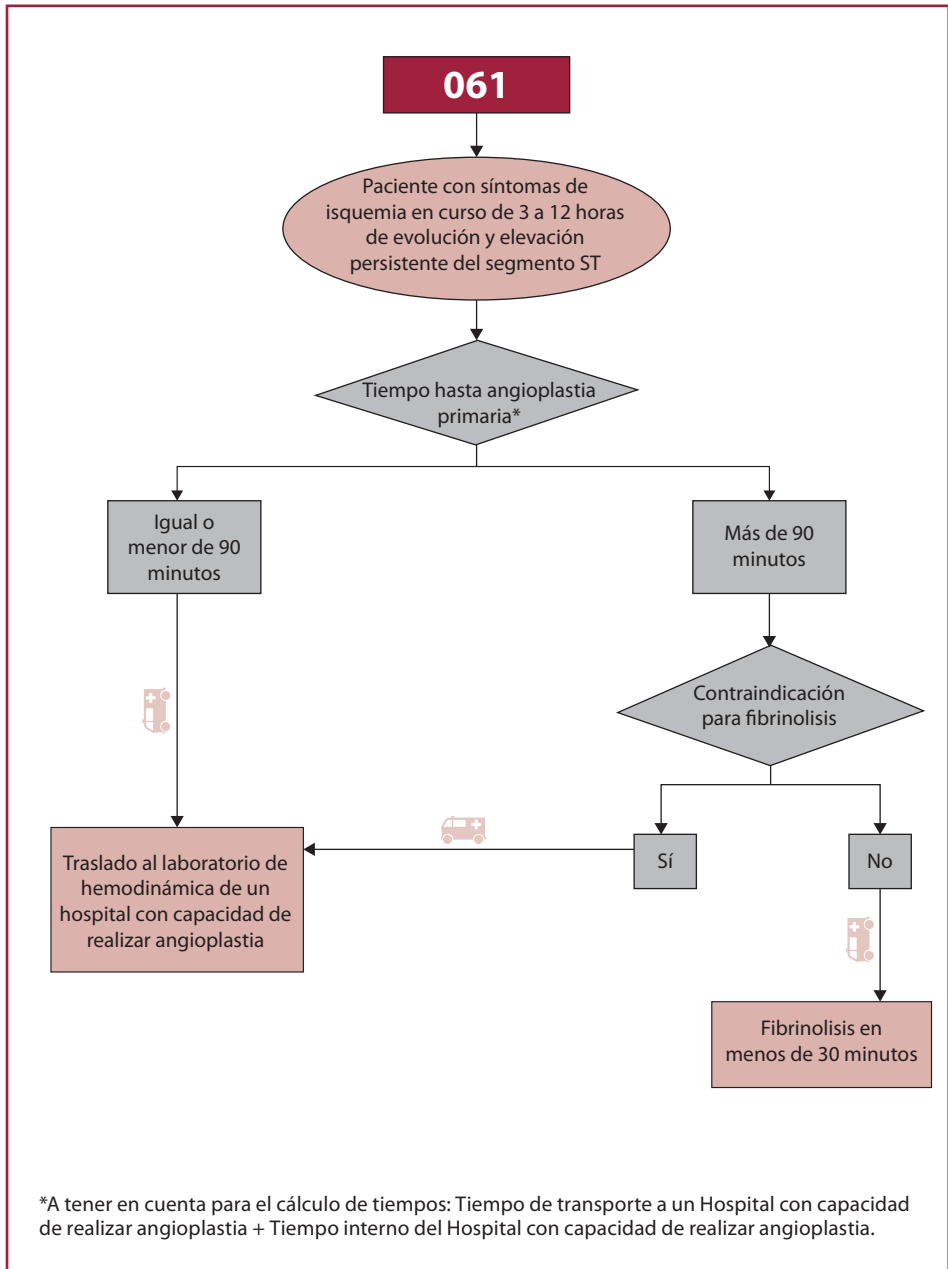 061
Paciente con síntomas de
isquemia en curso de 3 a 12 horas
de evolución y elevación
persistente del segmento ST
Tiempo hasta angioplastia
primaria*
Igual o
menor de 90
minutos
Más de 90
minutos
Contraindicación
para fibrinolisis
Sí
No
Traslado al laboratorio de
hemodinámica de un
hospital con capacidad de
realizar angioplastia
Fibrinolisis en
menos de 30 minutos
*A tener en cuenta para el cálculo de tiempos: Tiempo de transporte a un Hospital con capacidad
de realizar angioplastia + Tiempo interno del Hospital con capacidad de realizar angioplastia.